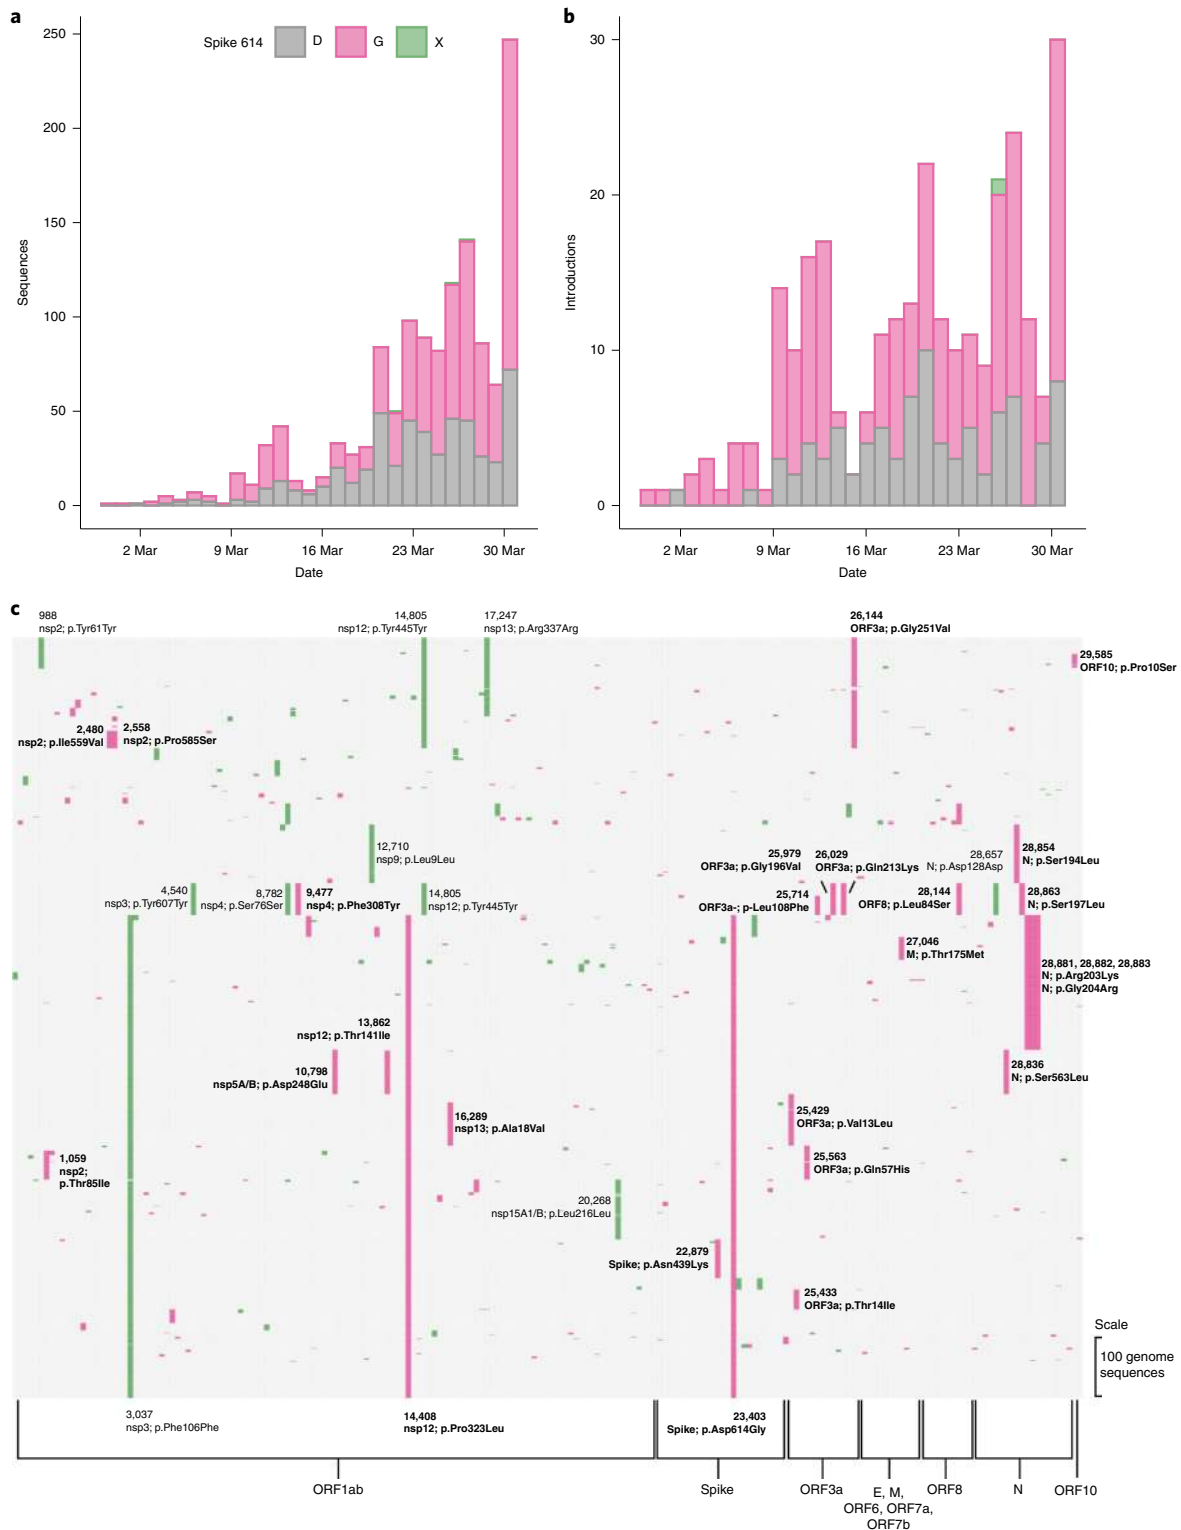 a
250
200
150
100
50
0
Sequences
Spike 614
D
G
X
2 Mar
9 Mar
16 Mar
23 Mar
30 Mar
Date
b
30
20
10
0
Introductions
2 Mar
9 Mar
16 Mar
23 Mar
30 Mar
Date
c
988
nsp2; p.Tyr61Tyr
14,805
nsp12; p.Tyr445Tyr
17,247
nsp13; p.Arg337Arg
26,144
ORF3a; p.Gly251Val
29,585
ORF10; p.Pro10Ser
2,480
nsp2; p.Ile559Val
2,558
nsp2; p.Pro585Ser
12,710
nsp9; p.Leu9Leu
25,979
ORF3a; p.Gly196Val
26,029
ORF3a; p.Gln213Lys
28,657
N; p.Asp128Asp
28,854
N; p.Ser194Leu
4,540
nsp3; p.Tyr607Tyr
8,782
nsp4; p.Ser76Ser
9,477
nsp4; p.Phe308Tyr
14,805
nsp12; p.Tyr445Tyr
25,714
ORF3a-; p-Leu108Phe
28,144
ORF8; p.Leu84Ser
28,863
N; p.Ser197Leu
27,046
M; p.Thr175Met
28,881, 28,882, 28,883
N; p.Arg203Lys
N; p.Gly204Arg
13,862
nsp12; p.Thr141Ile
10,798
nsp5A/B; p.Asp248Glu
28,836
N; p.Ser563Leu
16,289
nsp13; p.Ala18Val
25,429
ORF3a; p.Val13Leu
1,059
nsp2;
p.Thr85Ile
25,563
ORF3a; p.Gln57His
20,268
nsp15A1/B; p.Leu216Leu
22,879
Spike; p.Asn439Lys
25,433
ORF3a; p.Thr14Ile
Scale
100 genome
sequences
3,037
nsp3; p.Phe106Phe
14,408
nsp12; p.Pro323Leu
23,403
Spike; p.Asp614Gly
ORF1ab
Spike
ORF3a
E, M,
ORF6, ORF7a,
ORF7b
ORF8
N
ORF10